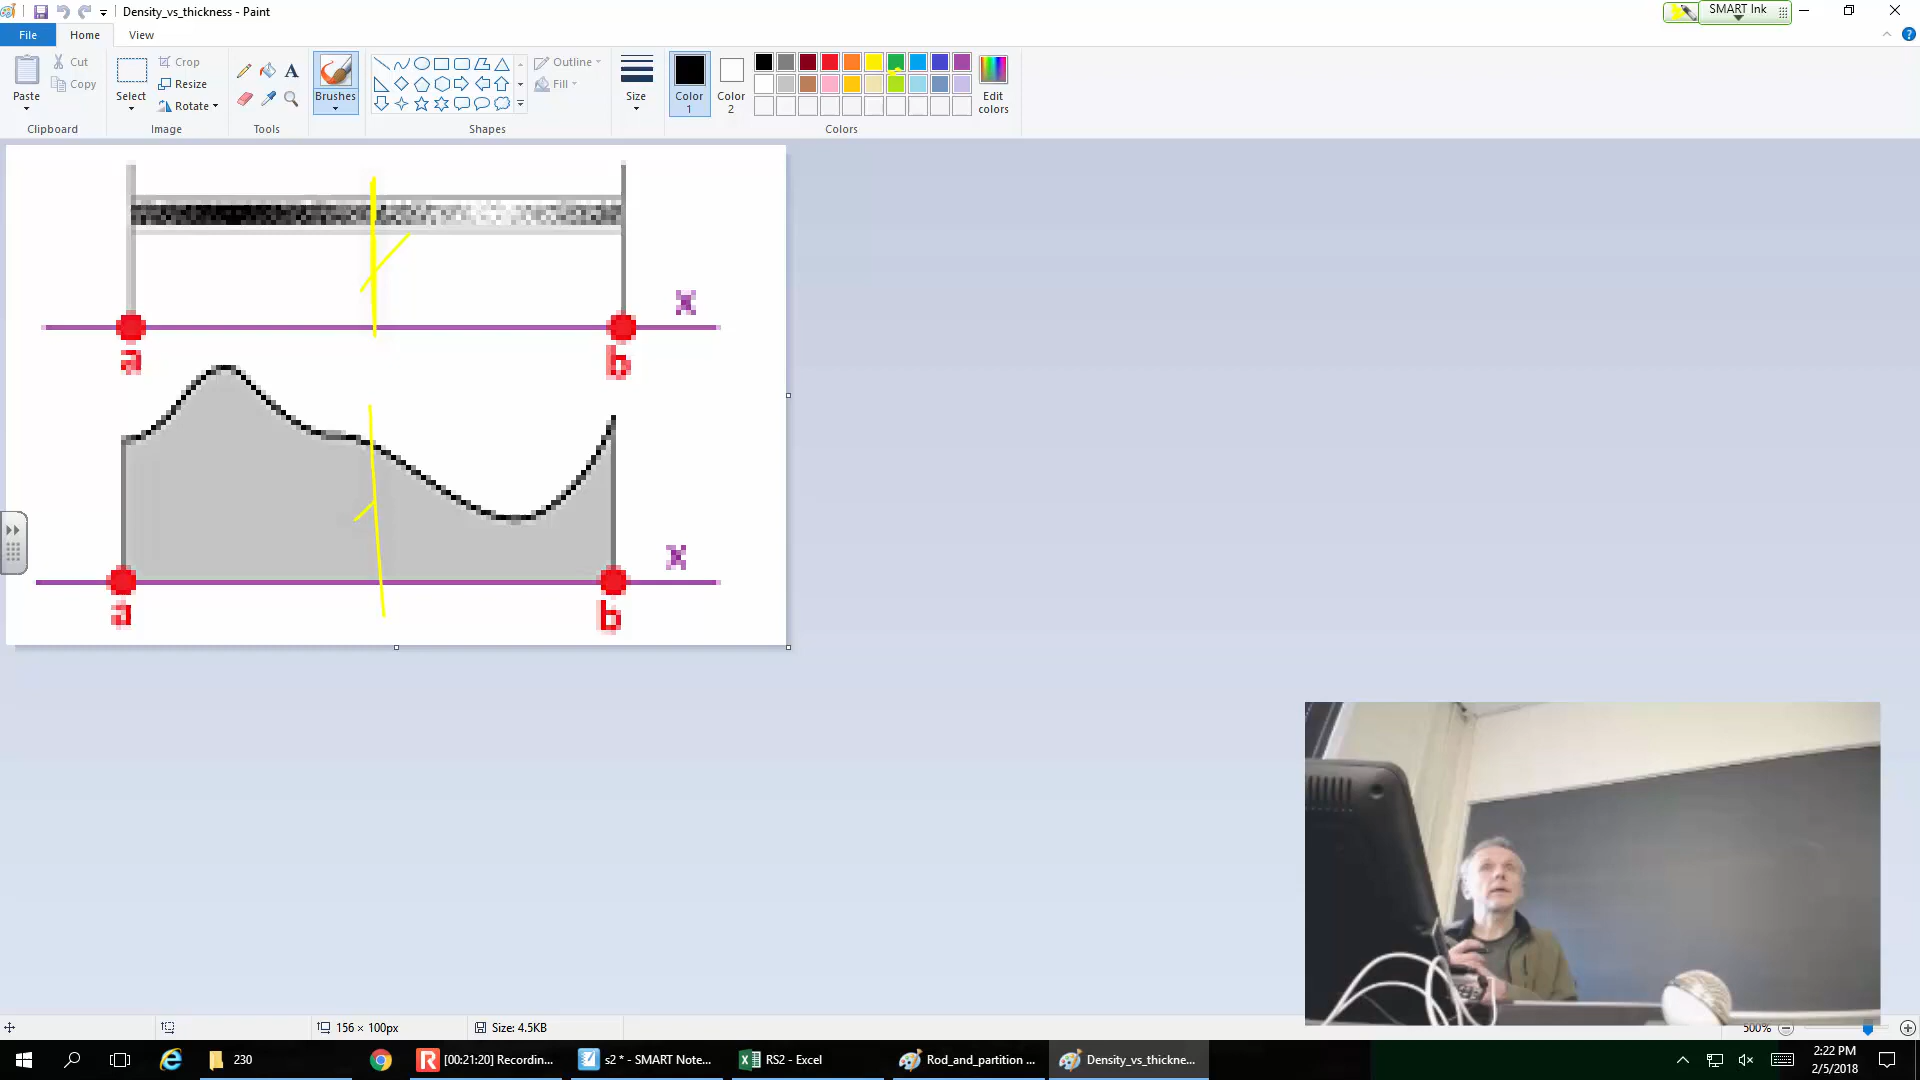 Density_vs_thickness - Paint
SMART Ink
File
Home
View
Paste
Cut
Copy
Clipboard
Select
Crop
Resize
Rotate
Image
A
Tools
Brushes
Outline
Fill
Shapes
Size
Color
1
Color
2
Edit
colors
Colors
x
a
b
x
a
b
156 × 100px
Size: 4.5KB
500%
230
[00:21:20] Recordin...
s2 * - SMART Note...
RS2 - Excel
Rod_and_partition ...
Density_vs_thickne...
2:22 PM
2/5/2018